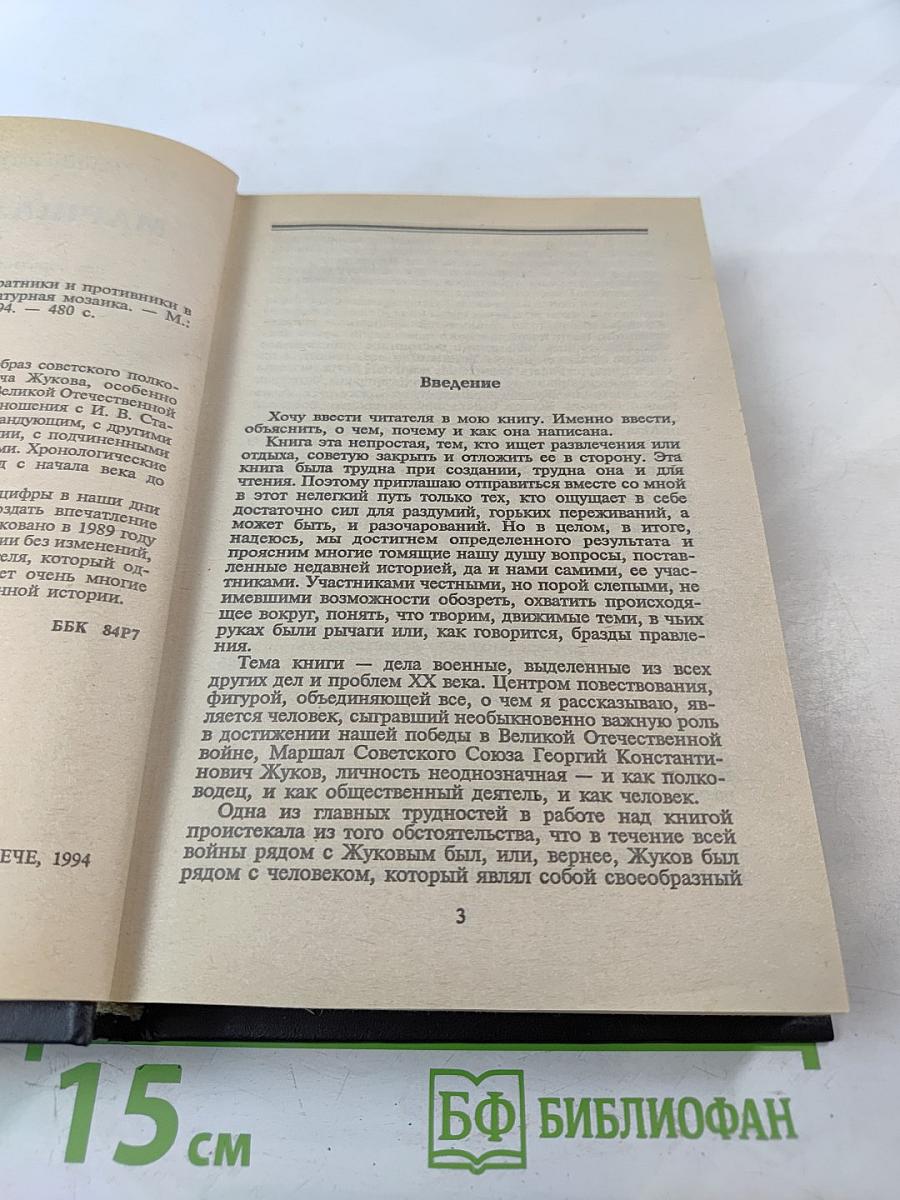 ратники и противники в
атурная мозаика. — М.:
94. — 480 с.
браз советского полко-
ча Жукова, особенно
Великой Отечественной
ношения с И. В. Ста-
андующим, с другими
ии, с подчиненными
ми. Хронологические
д с начала века до
цифры в наши дни
оздать впечатление
ковано в 1989 году
ии без изменений,
теля, который од-
ет очень многие
нной истории.
ББК 84Р7
ЕЧЕ, 1994
Введение
Хочу ввести читателя в мою книгу. Именно ввести,
объяснить, о чем, почему и как она написана.
Книга эта непростая, тем, кто ищет развлечения или
отдыха, советую закрыть и отложить ее в сторону. Эта
книга была трудна при создании, трудна она и для
чтения. Поэтому приглашаю отправиться вместе со мной
в этот нелегкий путь только тех, кто ощущает в себе
достаточно сил для раздумий, горьких переживаний, а
может быть, и разочарований. Но в целом, в итоге,
надеюсь, мы достигнем определенного результата и
проясним многие томящие нашу душу вопросы, постав-
ленные недавней историей, да и нами самими, ее учас-
тниками. Участниками честными, но порой слепыми, не
имевшими возможности обозреть, охватить происходя-
щее вокруг, понять, что творим, движимые теми, в чьих
руках были рычаги или, как говорится, бразды правле-
ния.
Тема книги — дела военные, выделенные из всех
других дел и проблем XX века. Центром повествования,
фигурой, объединяющей все, о чем я рассказываю, яв-
ляется человек, сыгравший необыкновенно важную роль
в достижении нашей победы в Великой Отечественной
войне, Маршал Советского Союза Георгий Константи-
нович Жуков, личность неоднозначная — и как полко-
водец, и как общественный деятель, и как человек.
Одна из главных трудностей в работе над книгой
проистекала из того обстоятельства, что в течение всей
войны рядом с Жуковым был, или, вернее, Жуков был
рядом с человеком, который являл собой своеобразный
3
15 см
БФ БИБЛИОФАН